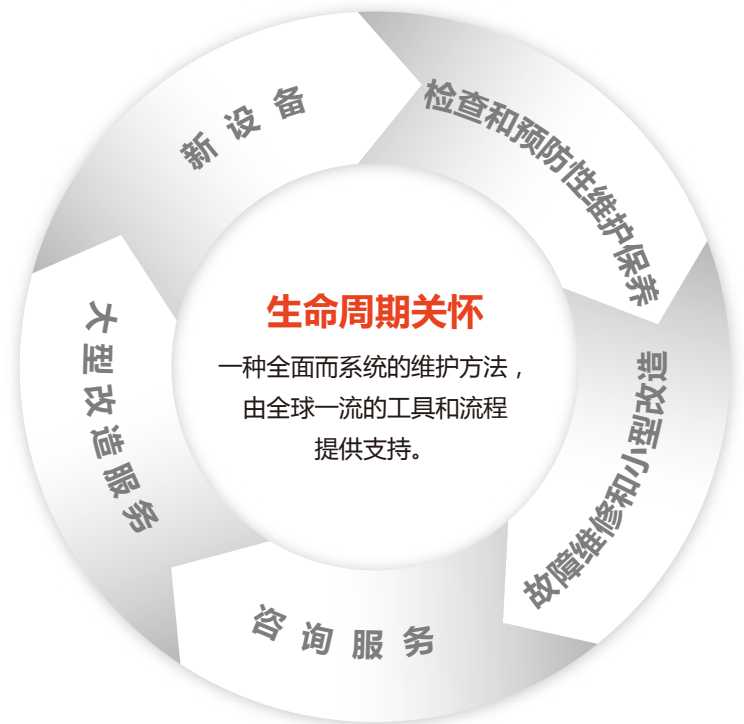 新设备
检查和预防性维护保养
故障维修和小型改造
咨询服务
大型改造服务
生命周期关怀
一种全面而系统的维护方法，
由全球一流的工具和流程
提供支持。